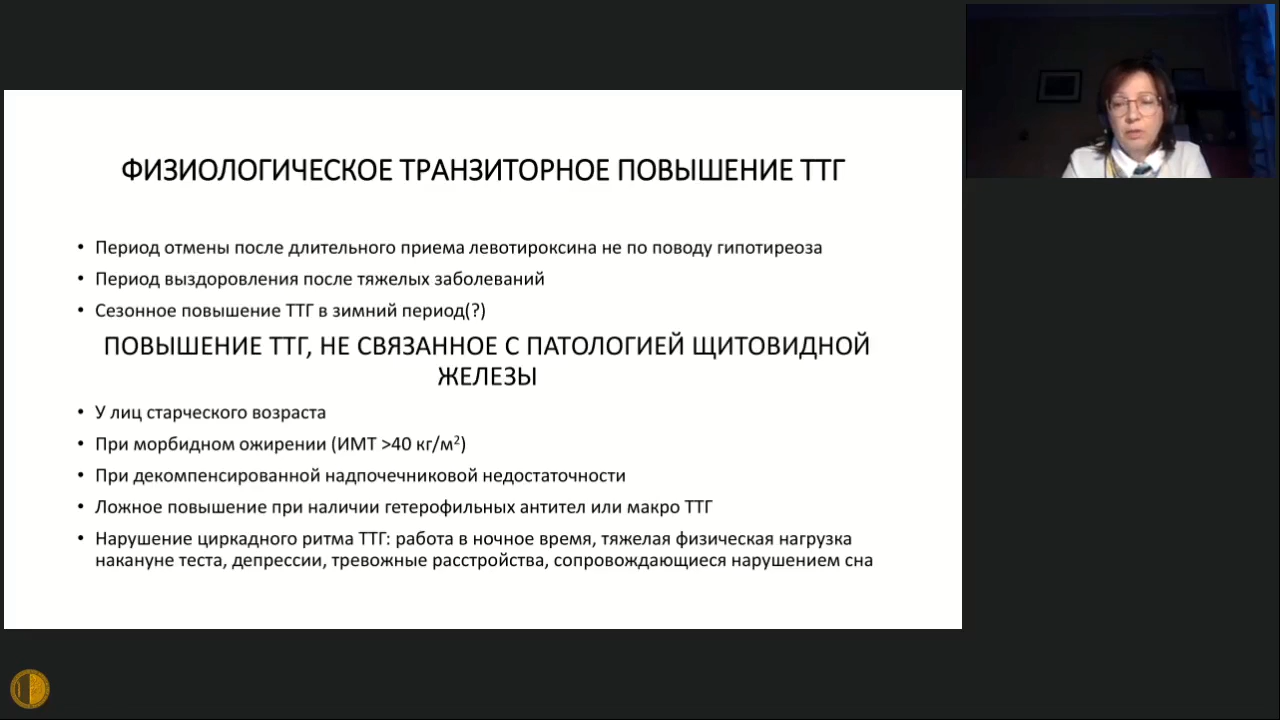 ФИЗИОЛОГИЧЕСКОЕ ТРАНЗИТОРНОЕ ПОВЫШЕНИЕ ТТГ
• Период отмены после длительного приема левотироксина не по поводу гипотиреоза
• Период выздоровления после тяжелых заболеваний
• Сезонное повышение ТТГ в зимний период(?)
ПОВЫШЕНИЕ ТТГ, НЕ СВЯЗАННОЕ С ПАТОЛОГИЕЙ ЩИТОВИДНОЙ
ЖЕЛЕЗЫ
• У лиц старческого возраста
• При морбидном ожирении (ИМТ >40 кг/м²)
• При декомпенсированной надпочечниковой недостаточности
• Ложное повышение при наличии гетерофильных антител или макро ТТГ
• Нарушение циркадного ритма ТТГ: работа в ночное время, тяжелая физическая нагрузка
накануне теста, депрессии, тревожные расстройства, сопровождающиеся нарушением сна